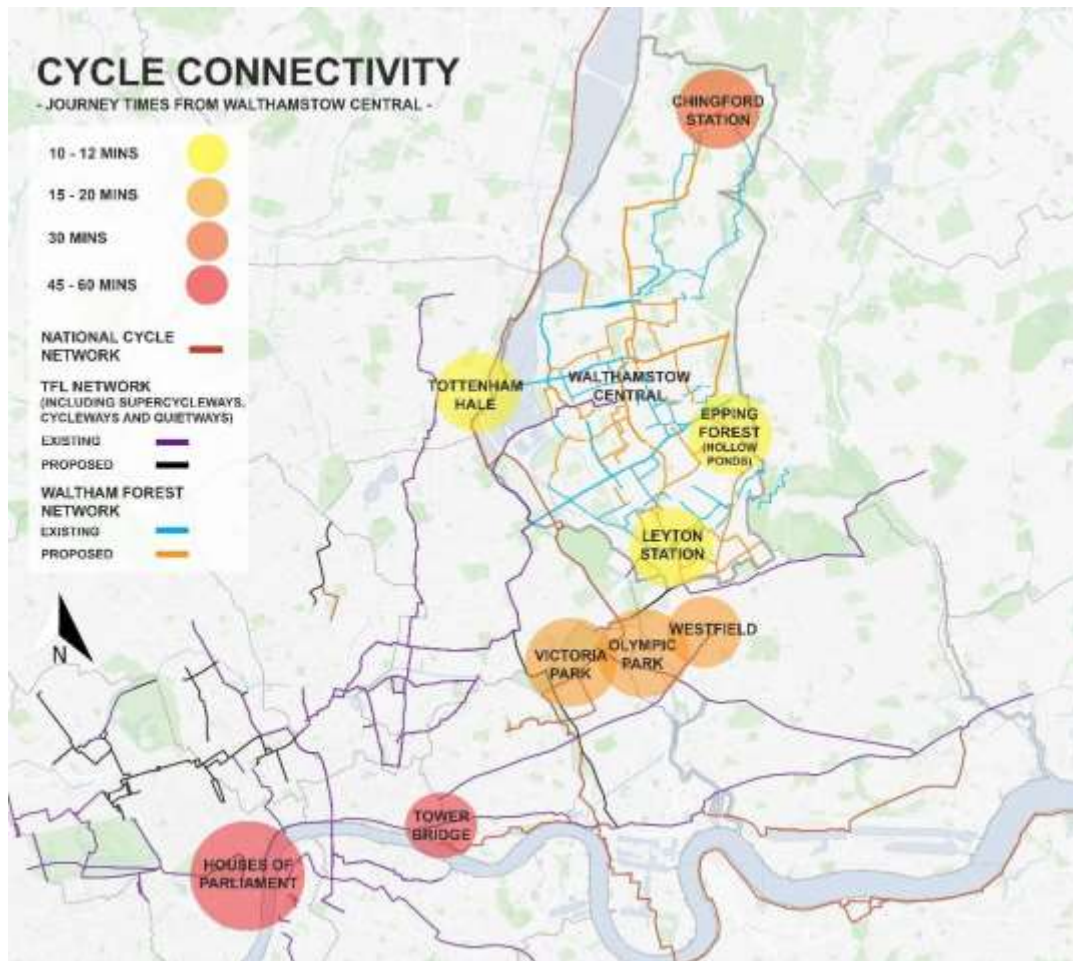 CYCLE CONNECTIVITY
- JOURNEY TIMES FROM WALTHAMSTOW CENTRAL -
10 - 12 MINS
15 - 20 MINS
30 MINS
45 - 60 MINS
NATIONAL CYCLE
NETWORK
TFL NETWORK
(INCLUDING SUPERCYCLEWAYS,
CYCLEWAYS AND QUIETWAYS)
EXISTING
PROPOSED
WALTHAM FOREST
NETWORK
EXISTING
PROPOSED
N
CHINGFORD
STATION
TOTTENHAM
HALE
WALTHAMSTOW
CENTRAL
EPPING
FOREST
(HOLLOW
PONDS)
LEYTON
STATION
WESTFIELD
OLYMPIC
PARK
VICTORIA
PARK
TOWER
BRIDGE
HOUSES OF
PARLIAMENT